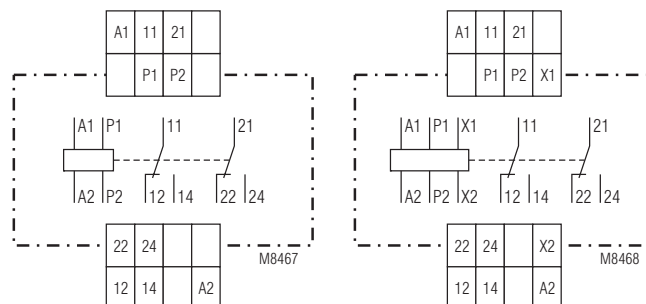 A1 11 21
P1 P2
A1 P1 11 21
A2 P2 12 14 22 24
22 24
M8467
12 14 A2
A1 11 21
P1 P2 X1
A1 P1 X1 11 21
A2 P2 X2 12 14 22 24
22 24 X2
M8468
12 14 A2